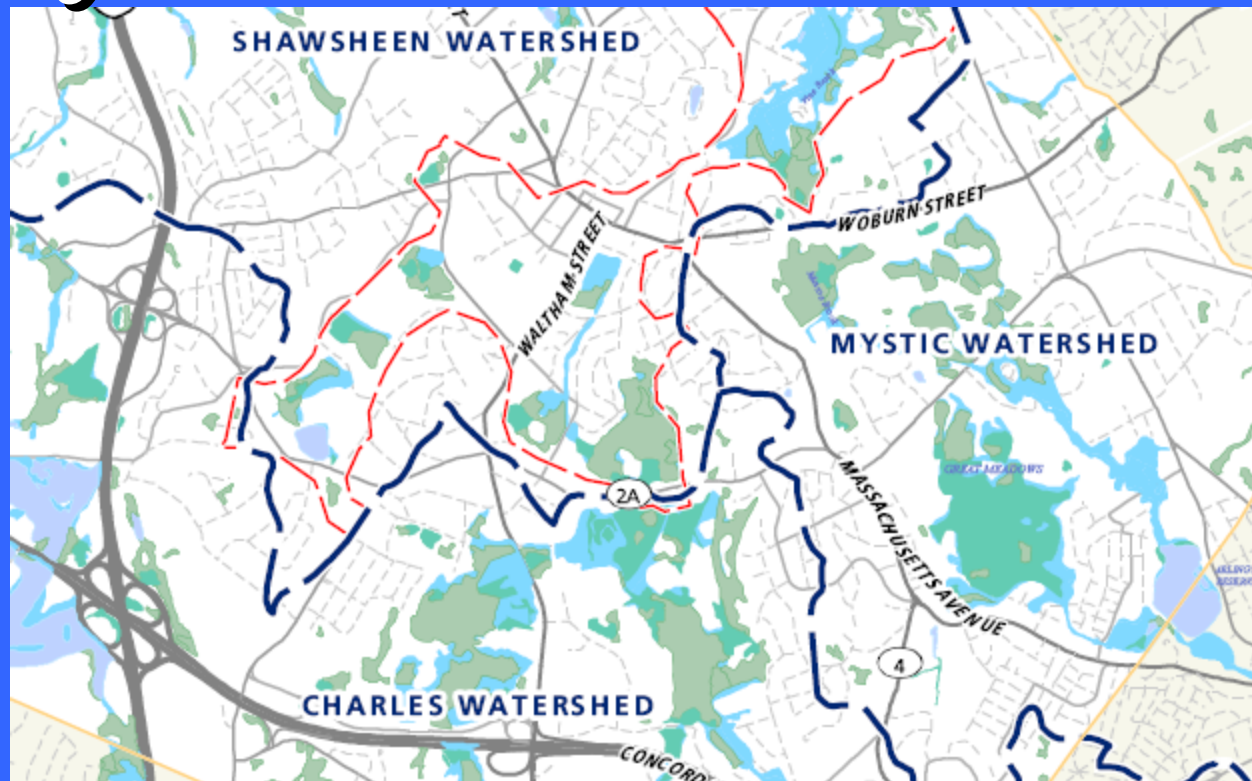 SHAWSHEEN WATERSHED
WOBURN STREET
WALTHAM STREET
MYSTIC WATERSHED
GREAT MEADOWS
2A
MASSACHUSETTS AVENUE
4
CHARLES WATERSHED